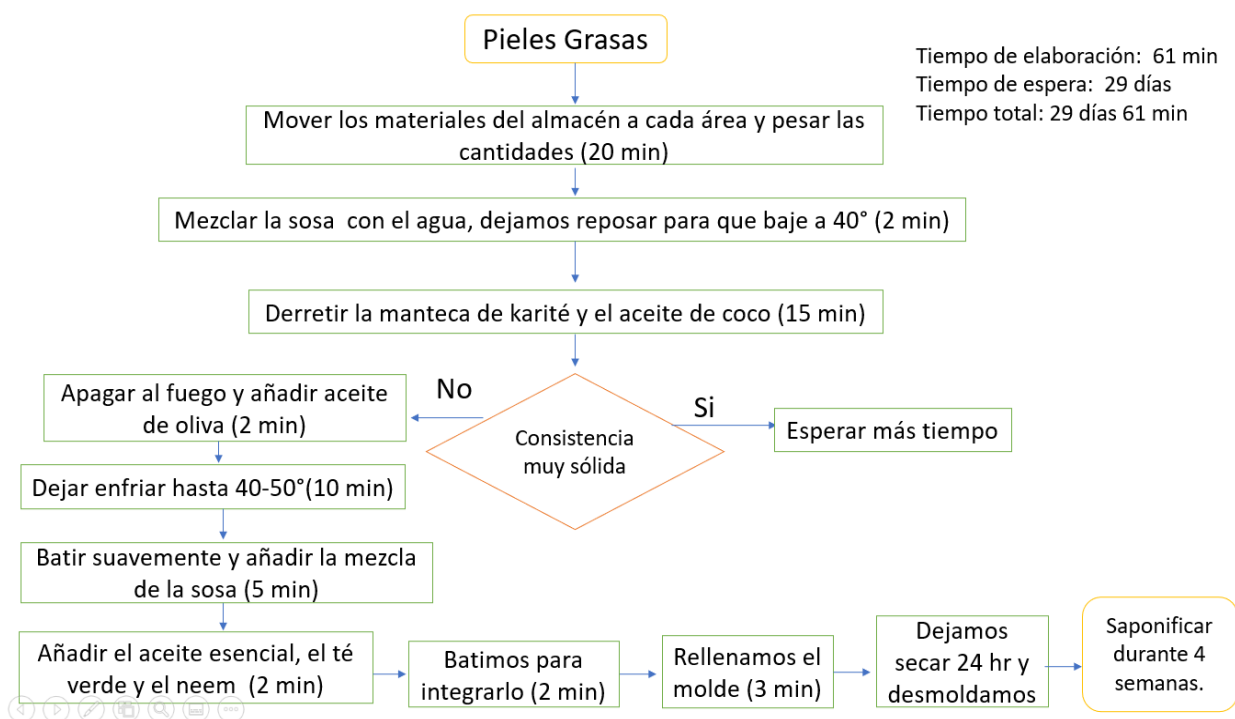 Pieles Grasas
Tiempo de elaboración: 61 min
Tiempo de espera: 29 días
Tiempo total: 29 días 61 min
Mover los materiales del almacén a cada área y pesar las
cantidades (20 min)
Mezclar la sosa con el agua, dejamos reposar para que baje a 40° (2 min)
Derretir la manteca de karité y el aceite de coco (15 min)
Consistencia
muy sólida
No
Si
Esperar más tiempo
Apagar al fuego y añadir aceite
de oliva (2 min)
Dejar enfriar hasta 40-50°(10 min)
Batir suavemente y añadir la mezcla
de la sosa (5 min)
Añadir el aceite esencial, el té
verde y el neem (2 min)
Batimos para
integrarlo (2 min)
Rellenamos el
molde (3 min)
Dejamos
secar 24 hr y
desmoldamos
Saponificar
durante 4
semanas.